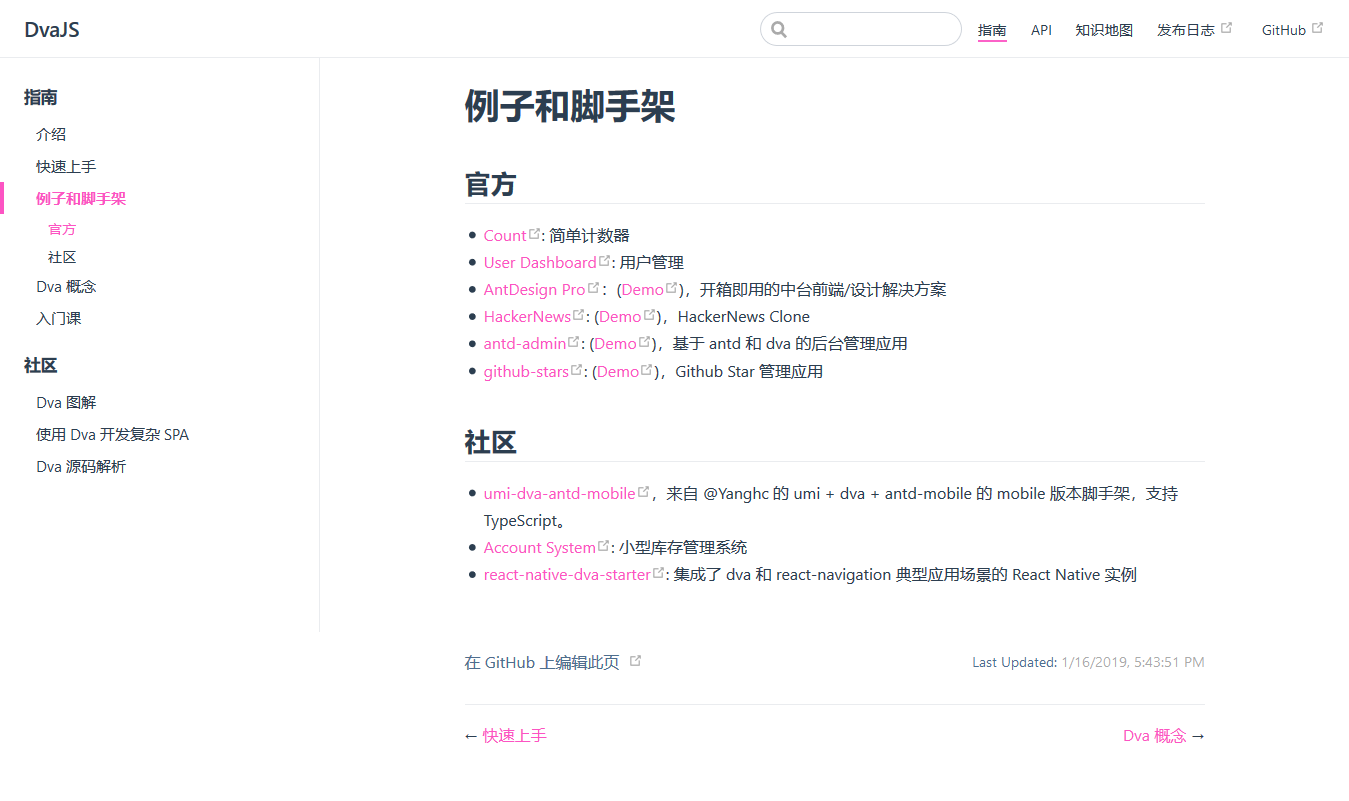 DvaJS
指南 API 知识地图 发布日志 GitHub
指南
介绍
快速上手
例子和脚手架
官方
社区
Dva 概念
入门课
社区
Dva 图解
使用 Dva 开发复杂 SPA
Dva 源码解析
例子和脚手架
官方
Count: 简单计数器
User Dashboard: 用户管理
AntDesign Pro：(Demo)，开箱即用的中台前端/设计解决方案
HackerNews: (Demo)，HackerNews Clone
antd-admin: (Demo)，基于 antd 和 dva 的后台管理应用
github-stars: (Demo)，Github Star 管理应用
社区
umi-dva-antd-mobile，来自 @Yanghc 的 umi + dva + antd-mobile 的 mobile 版本脚手架，支持
TypeScript。
Account System: 小型库存管理系统
react-native-dva-starter: 集成了 dva 和 react-navigation 典型应用场景的 React Native 实例
在 GitHub 上编辑此页 Last Updated: 1/16/2019, 5:43:51 PM
← 快速上手 Dva 概念 →